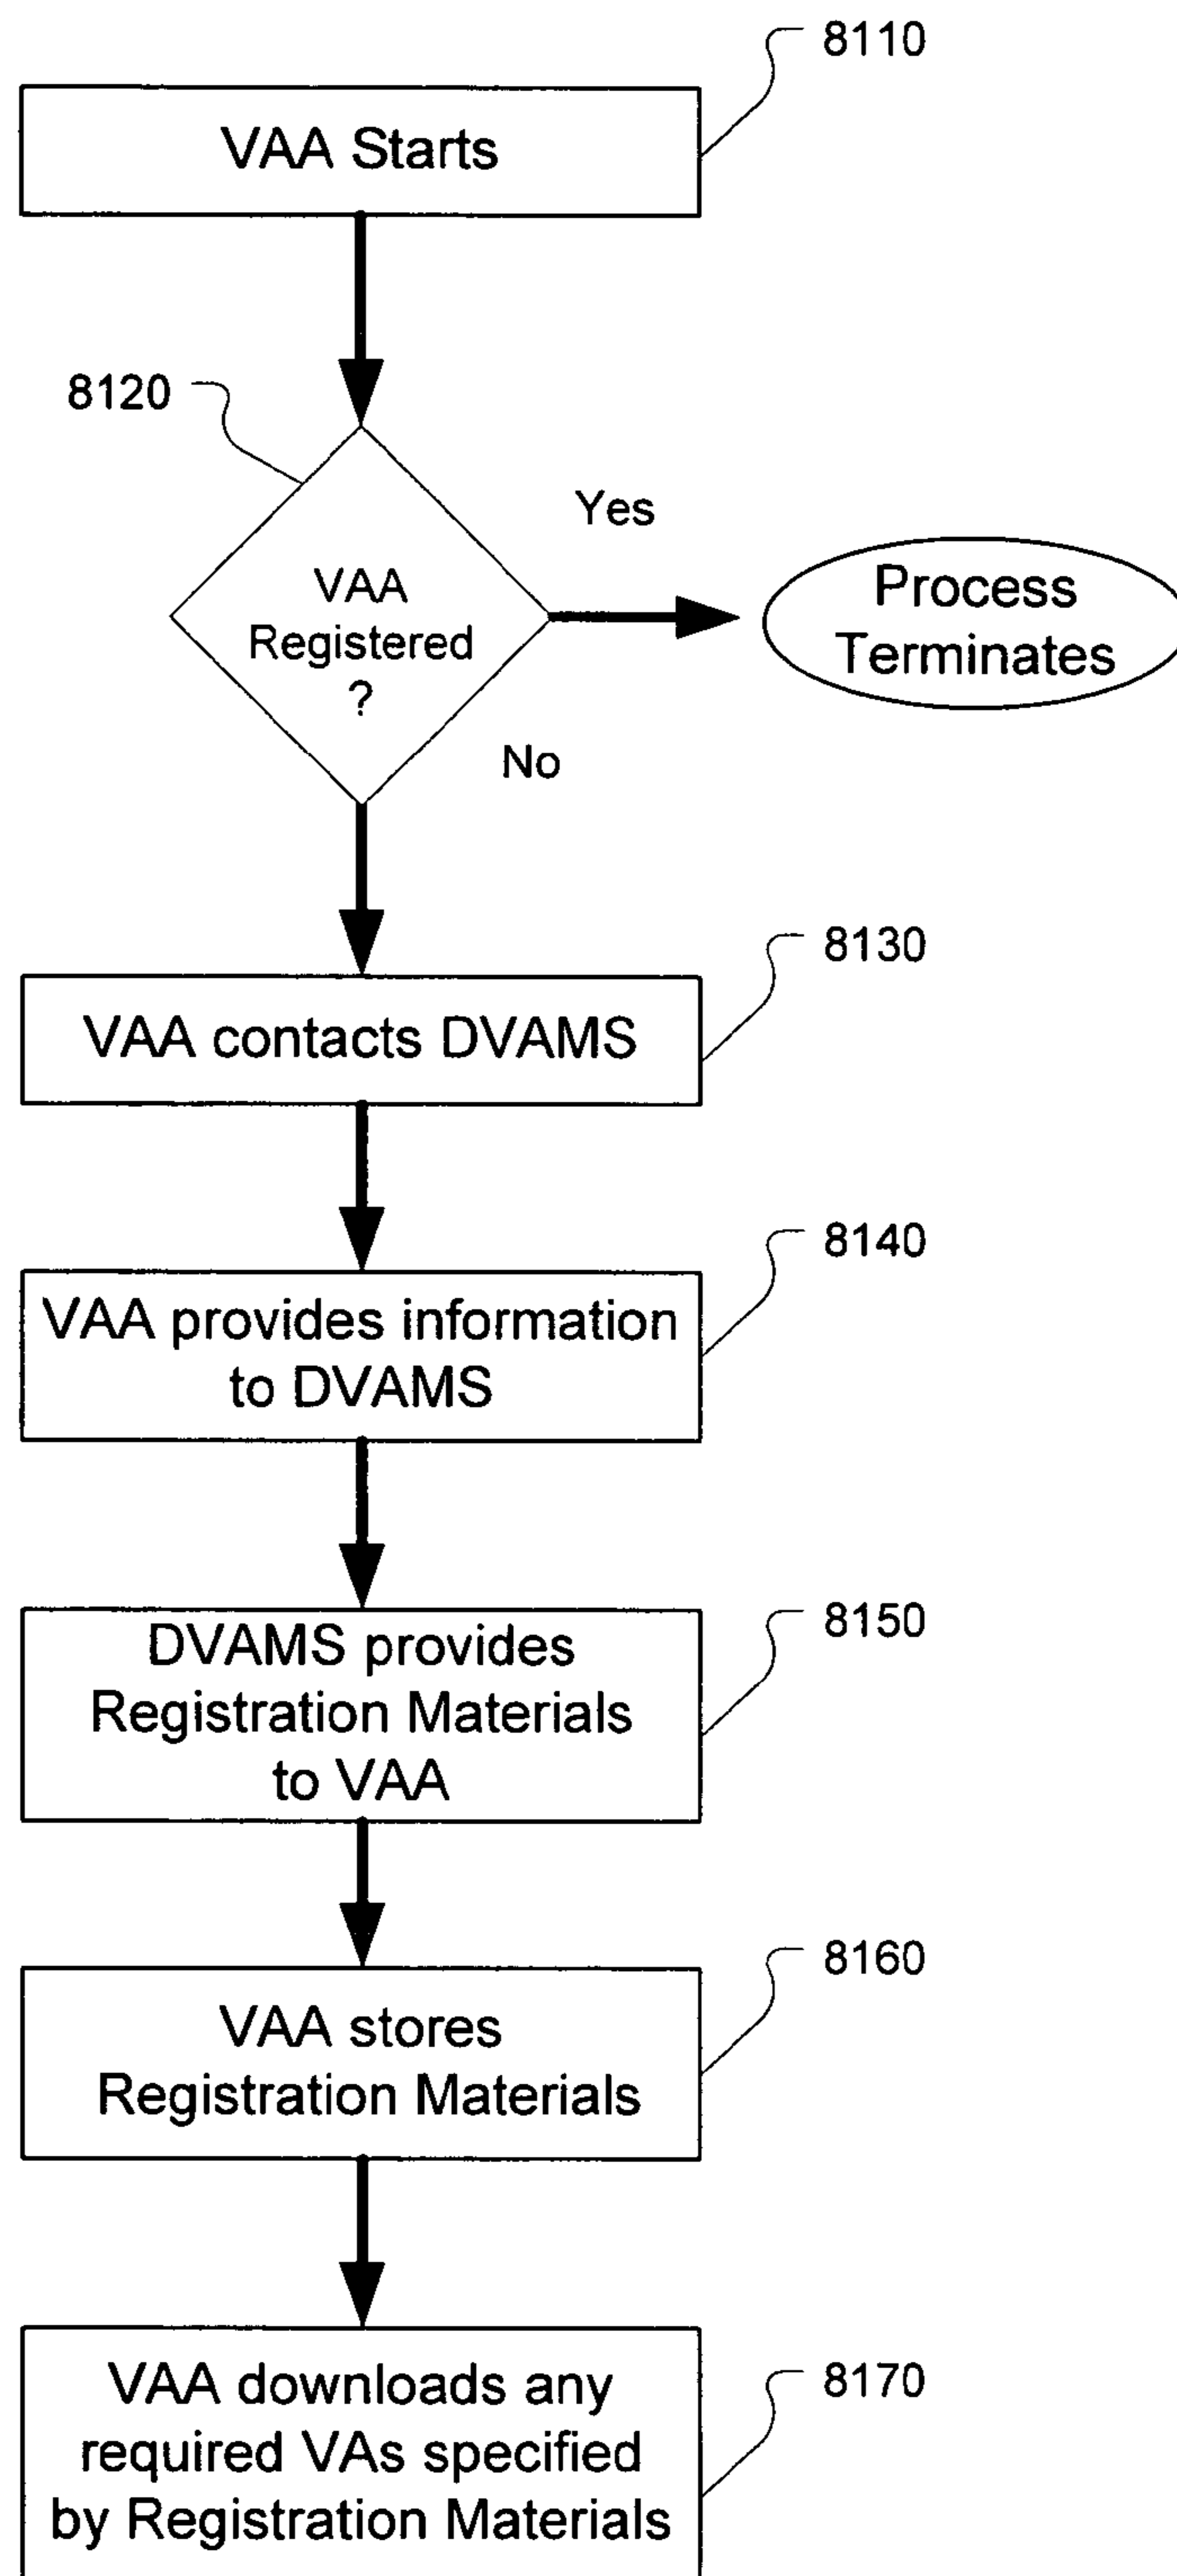 8110
VAA Starts
8120
Yes
VAA
Registered
?
Process
Terminates
No
8130
VAA contacts DVAMS
8140
VAA provides information
to DVAMS
8150
DVAMS provides
Registration Materials
to VAA
8160
VAA stores
Registration Materials
8170
VAA downloads any
required VAs specified
by Registration Materials